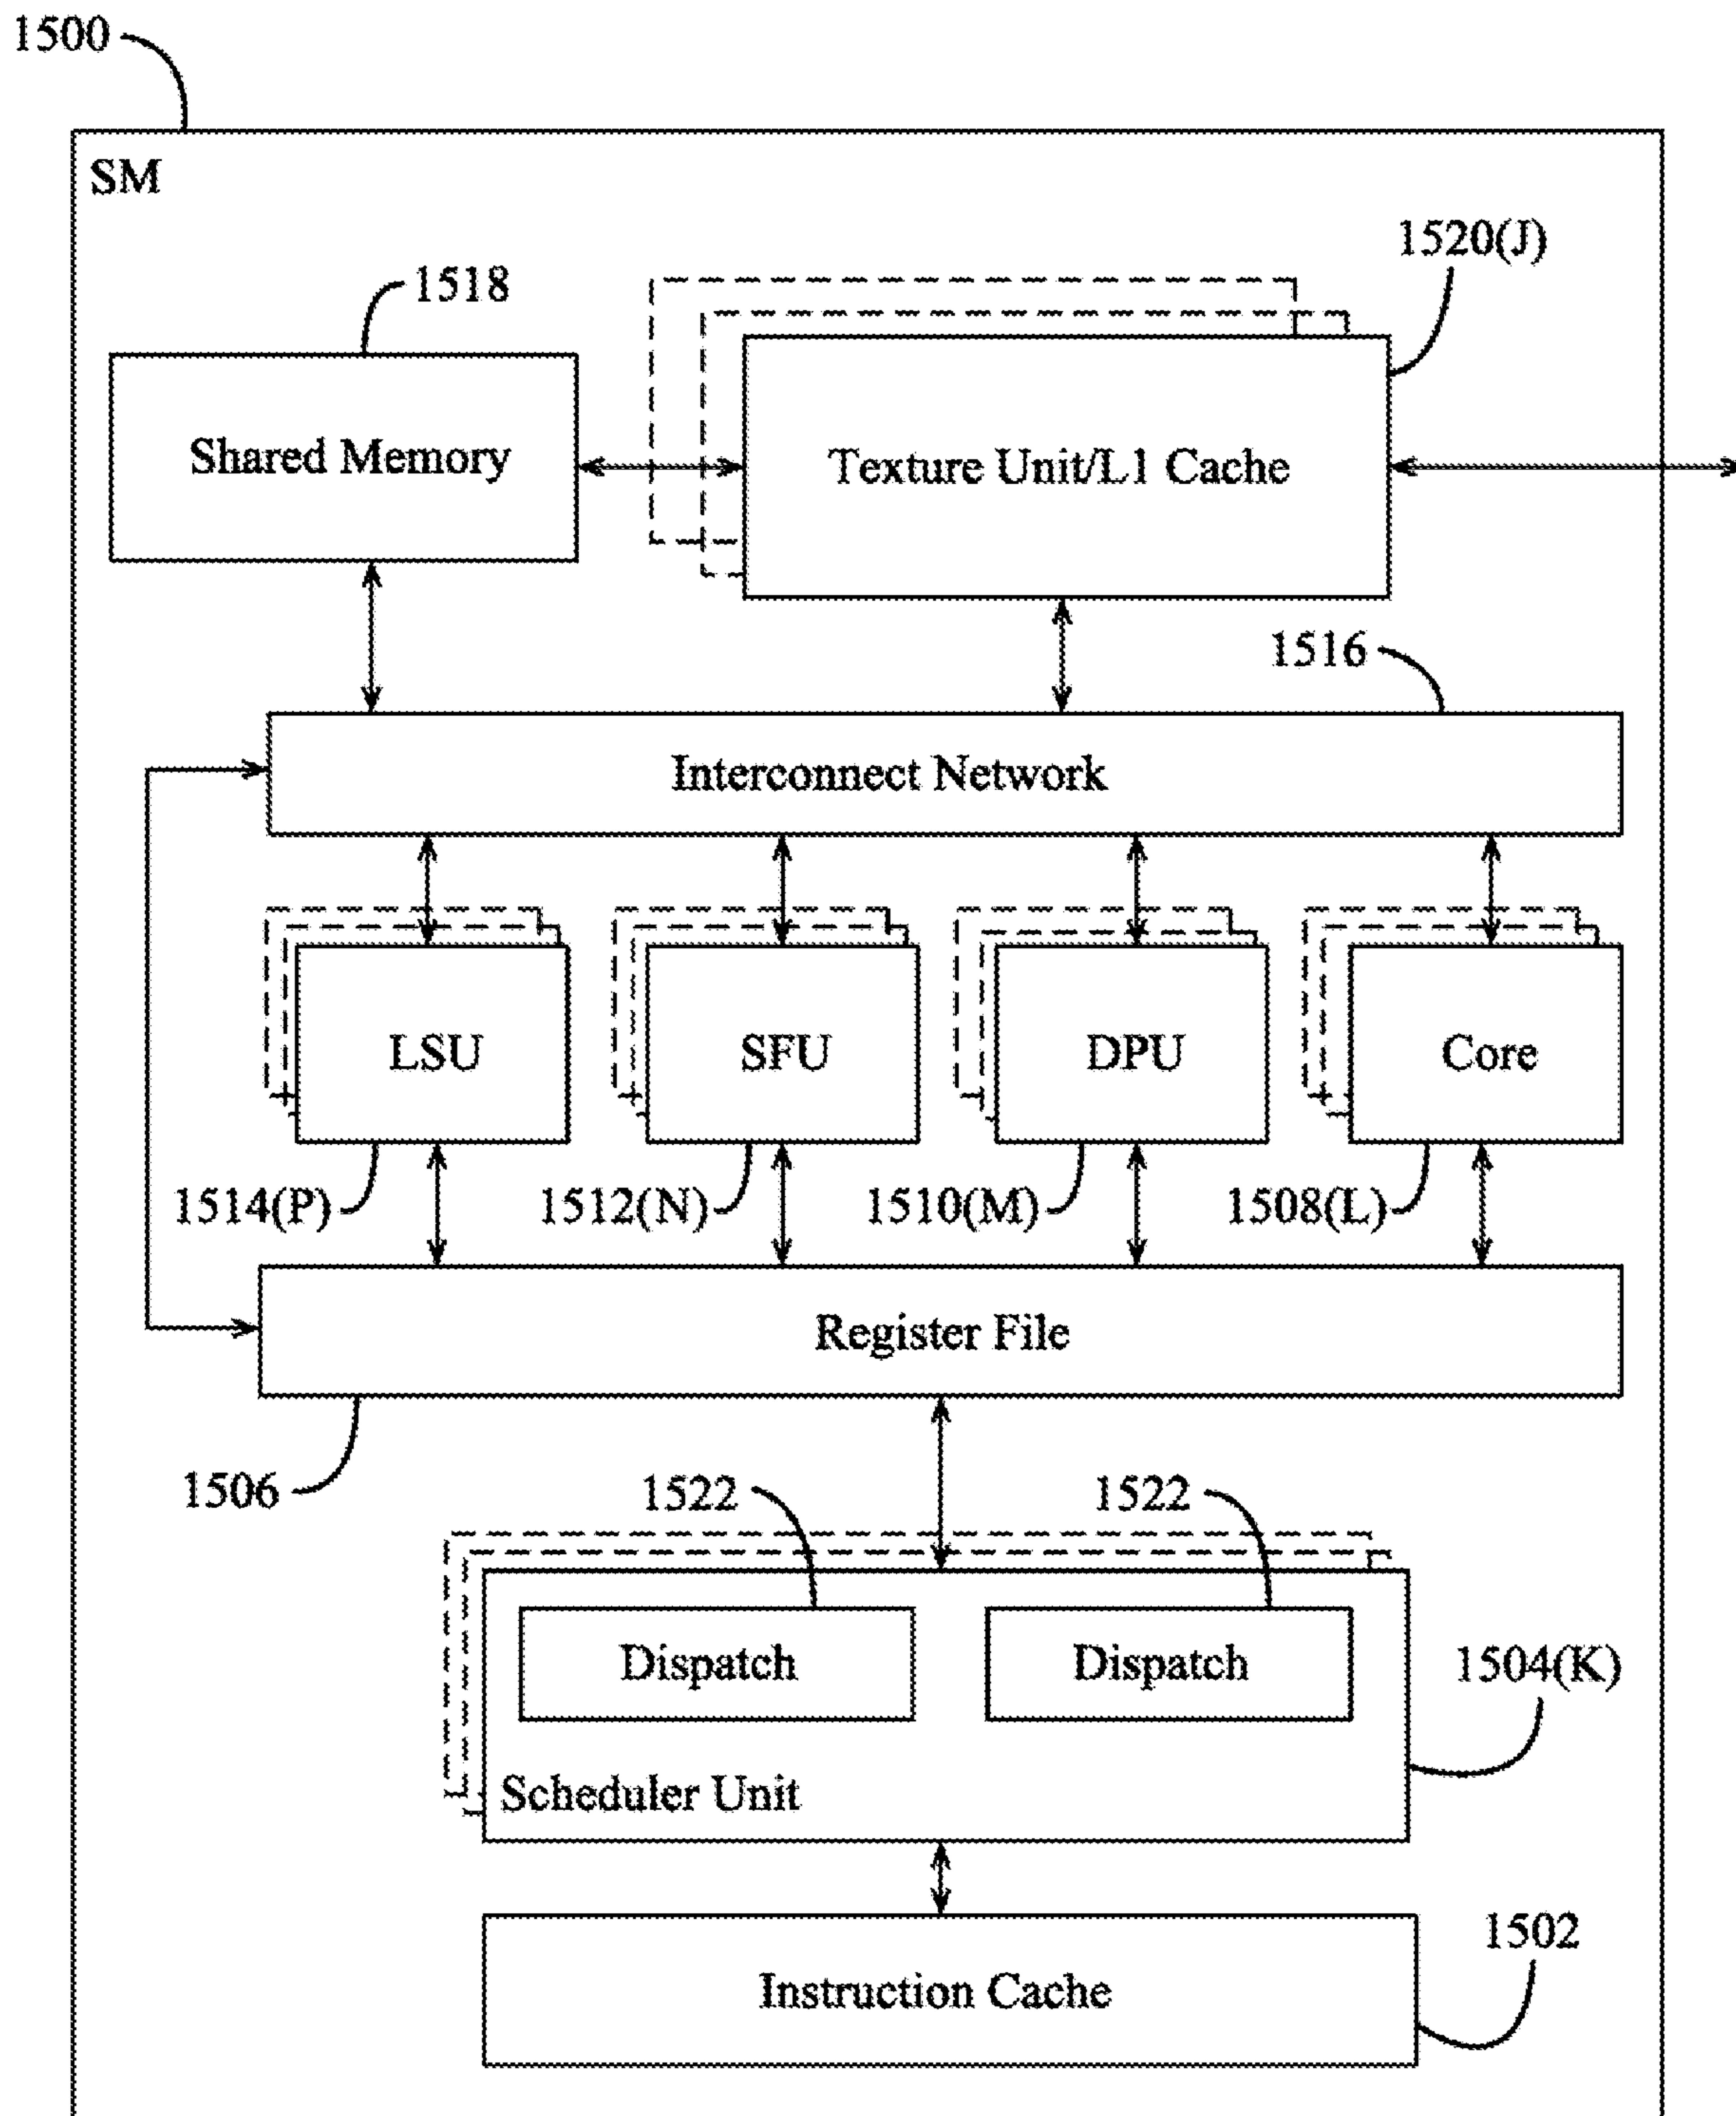 1500
SM
1520(J)
1518
Shared Memory
Texture Unit/L1 Cache
1516
Interconnect Network
LSU
SFU
DPU
Core
1514(P)
1512(N)
1510(M)
1508(L)
Register File
1506
1522
1522
Dispatch
Dispatch
1504(K)
Scheduler Unit
1502
Instruction Cache